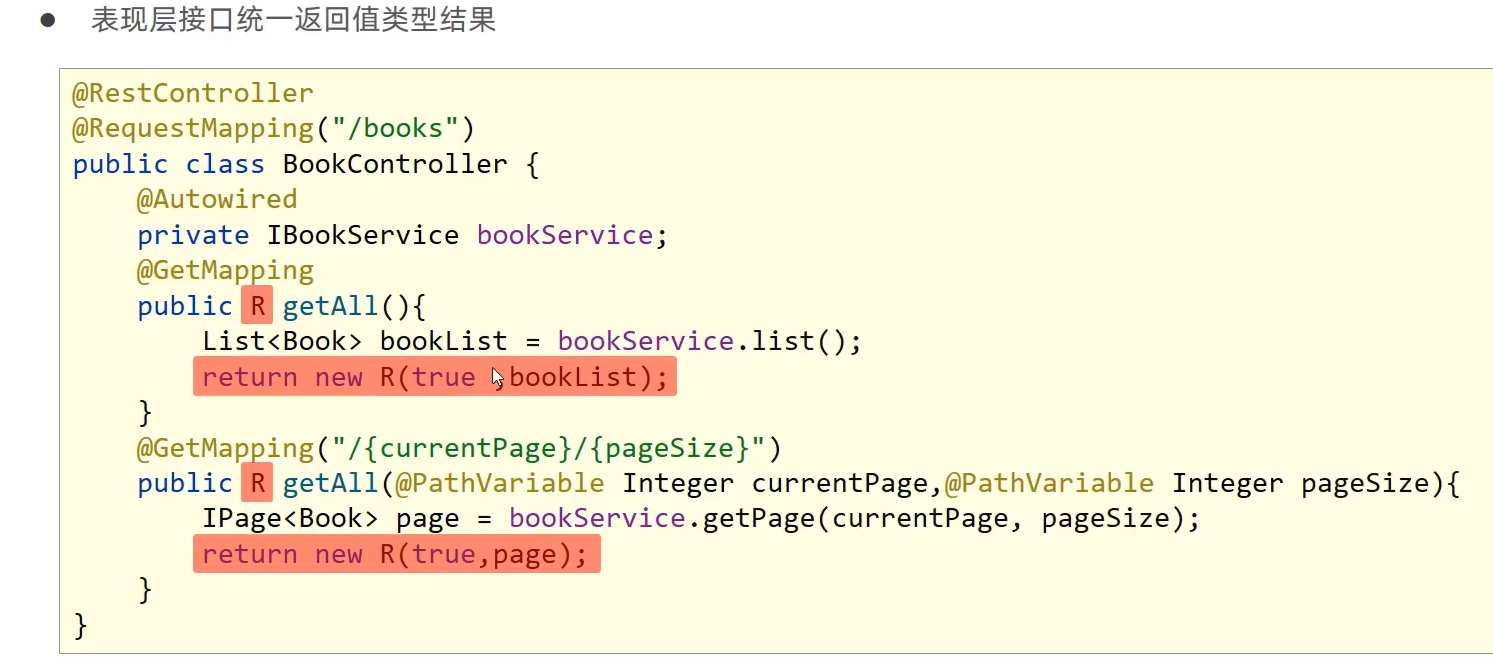 ● 表现层接口统一返回值类型结果
@RestController
@RequestMapping("/books")
public class BookController {
    @Autowired
    private IBookService bookService;
    @GetMapping
    public R getAll(){
        List<Book> bookList = bookService.list();
        return new R(true ,bookList);
    }
    @GetMapping("/{currentPage}/{pageSize}")
    public R getAll(@PathVariable Integer currentPage,@PathVariable Integer pageSize){
        IPage<Book> page = bookService.getPage(currentPage, pageSize);
        return new R(true,page);
    }
}